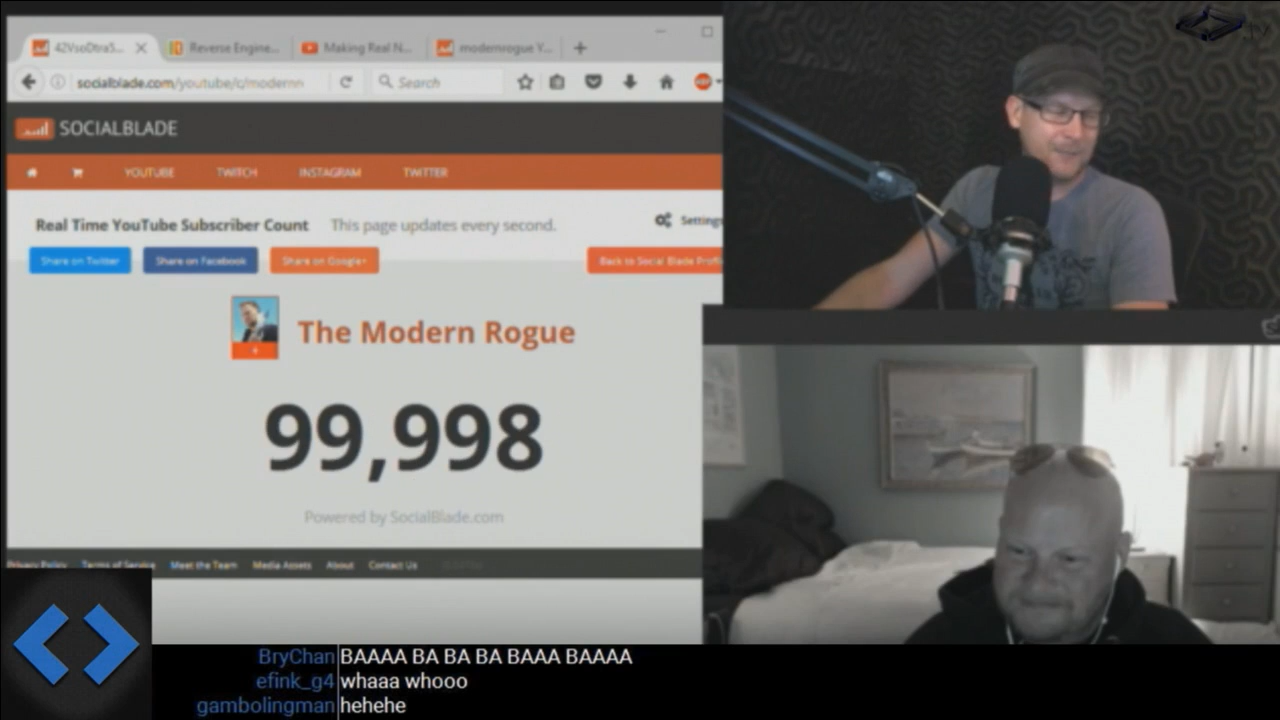 42VsoDtraS...
Reverse Engine...
Making Real N...
modernrogue Y...
socialblade.com/youtube/c/modernn
Search
SOCIALBLADE
YOUTUBE TWITCH INSTAGRAM TWITTER
Real Time YouTube Subscriber Count This page updates every second.
Settings
Share on Twitter Share on Facebook Share on Google+ Back to Social Blade Profi
The Modern Rogue
99,998
Powered by SocialBlade.com
Privacy Policy Terms of Service Meet the Team Media Assets About Contact Us
BryChan BAAAA BA BA BA BAAA BAAAA
efink_g4 whaaa whooo
gambolingman hehehe